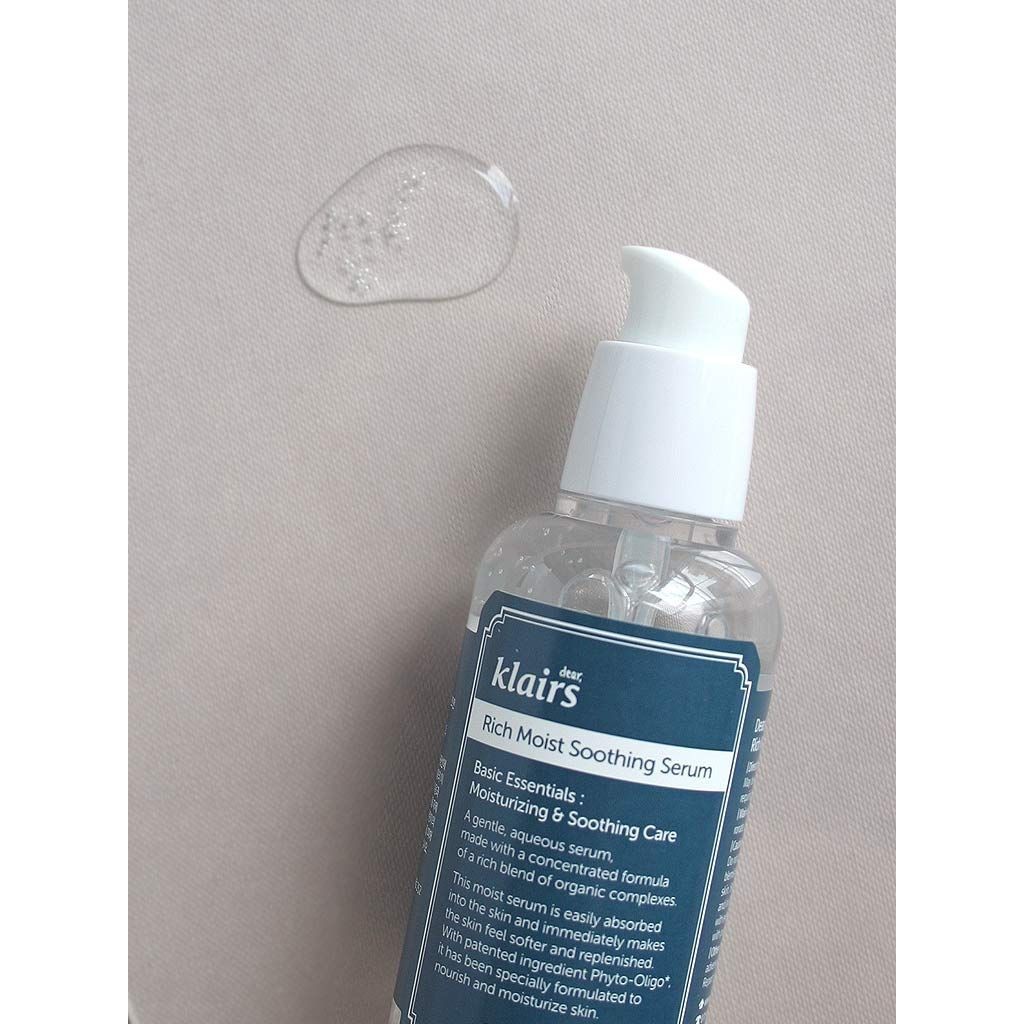 dear,
klairs
Rich Moist Soothing Serum
Basic Essentials :
Moisturizing & Soothing Care
A gentle, aqueous serum,
made with a concentrated formula
of a rich blend of organic complexes.
This moist serum is easily absorbed
into the skin and immediately makes
the skin feel softer and replenished.
With patented ingredient Phyto-Oligo*,
it has been specially formulated to
nourish and moisturize skin.